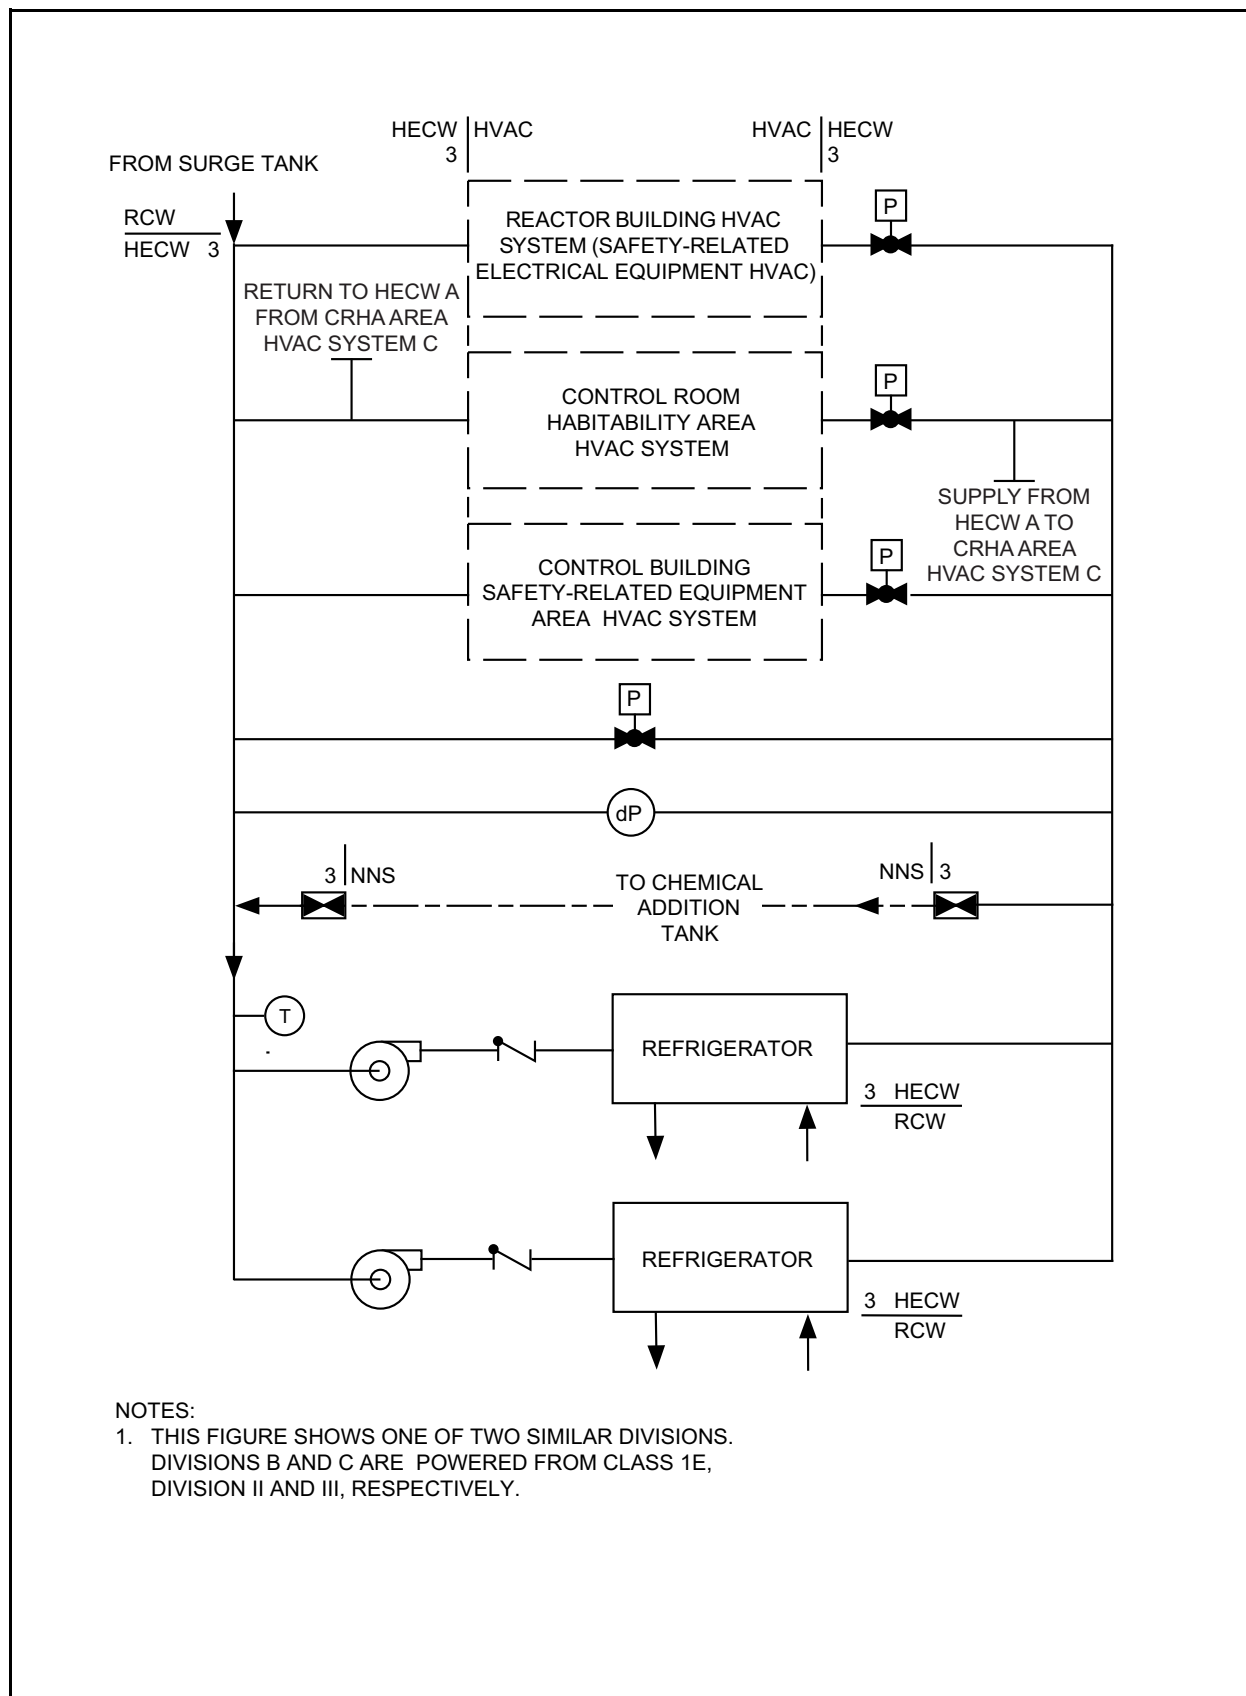 HECW HVAC
3
HVAC HECW
3
FROM SURGE TANK
RCW
HECW 3
REACTOR BUILDING HVAC
SYSTEM (SAFETY-RELATED
ELECTRICAL EQUIPMENT HVAC)
P
RETURN TO HECW A
FROM CRHA AREA
HVAC SYSTEM C
CONTROL ROOM
HABITABILITY AREA
HVAC SYSTEM
P
SUPPLY FROM
HECW A TO
CRHA AREA
HVAC SYSTEM C
CONTROL BUILDING
SAFETY-RELATED EQUIPMENT
AREA HVAC SYSTEM
P
P
dP
3 NNS
TO CHEMICAL
ADDITION
TANK
NNS 3
T
REFRIGERATOR
3 HECW
RCW
REFRIGERATOR
3 HECW
RCW
NOTES:
1. THIS FIGURE SHOWS ONE OF TWO SIMILAR DIVISIONS.
DIVISIONS B AND C ARE POWERED FROM CLASS 1E,
DIVISION II AND III, RESPECTIVELY.